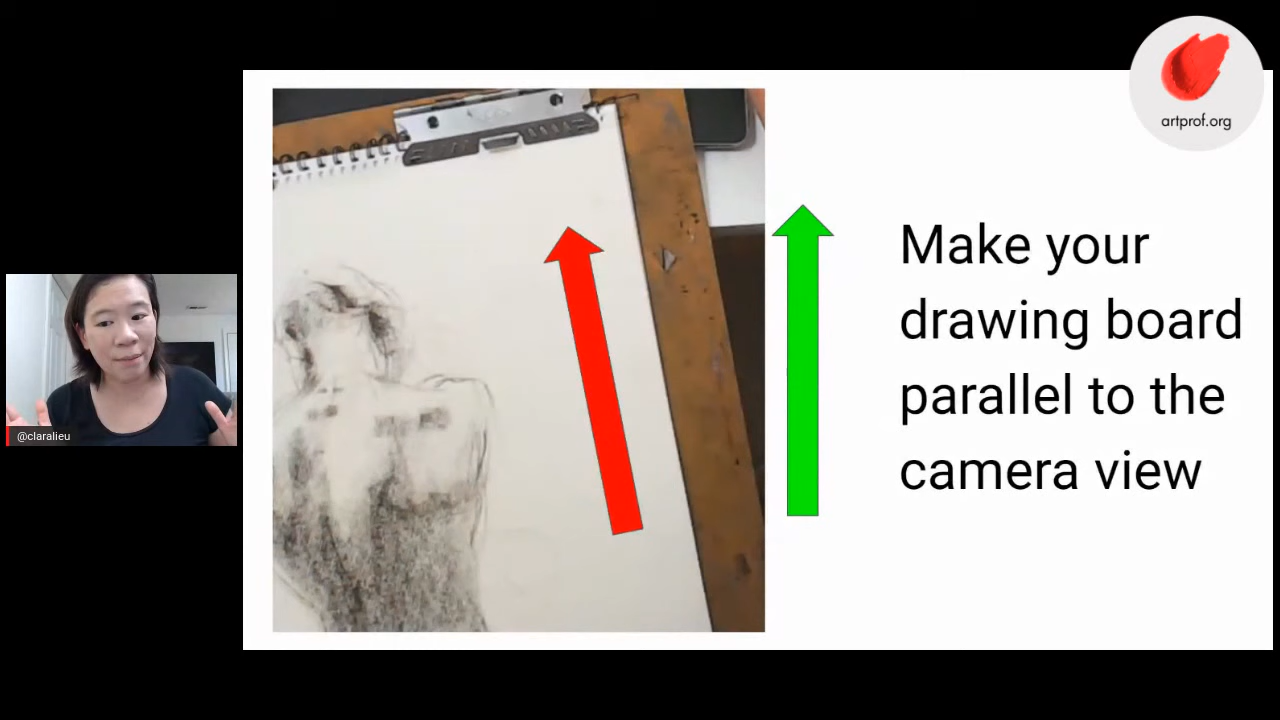 artprof.org
Make your
drawing board
parallel to the
camera view
@claralieu